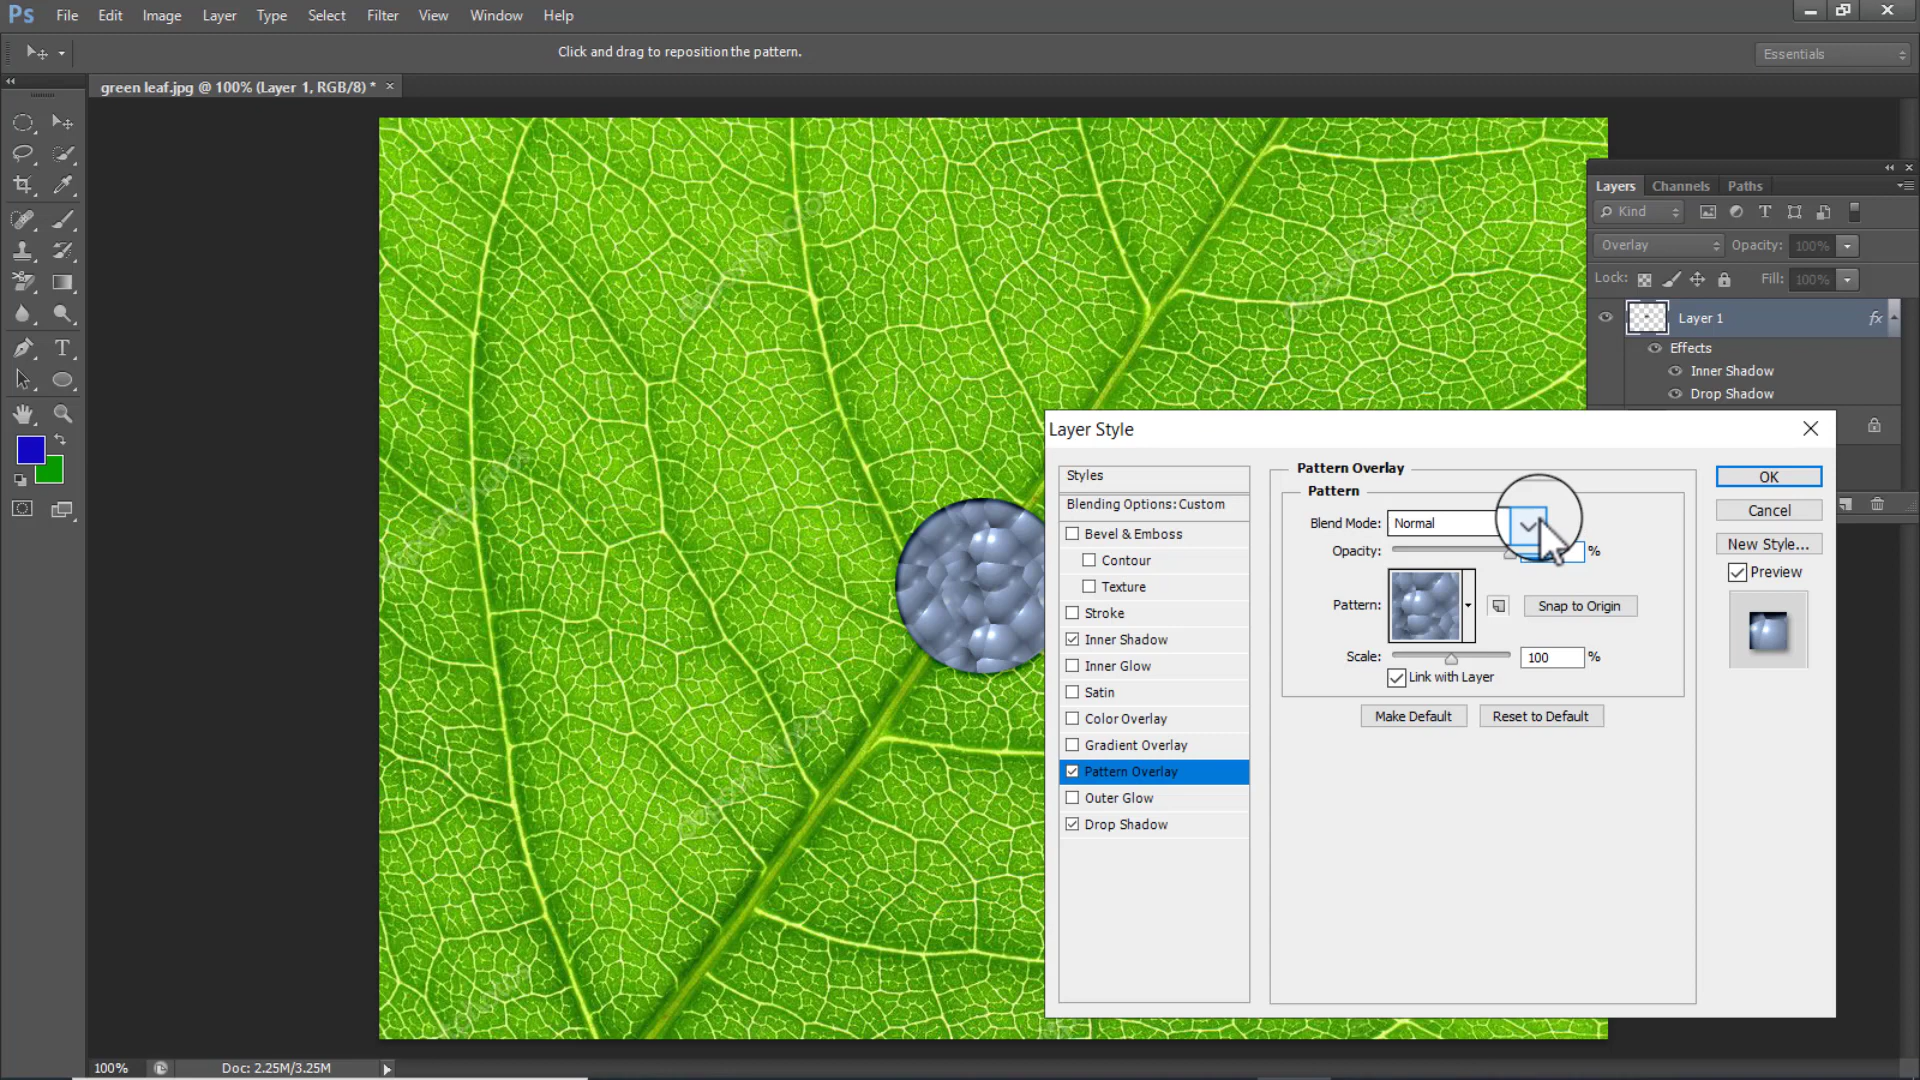 Ps File Edit Image Layer Type Select Filter View Window Help
Click and drag to reposition the pattern.
Essentials
green leaf.jpg @ 100% (Layer 1, RGB/8) *
Layers Channels Paths
Kind
Overlay Opacity: 100%
Lock: Fill: 100%
Layer 1 fx
Effects
Inner Shadow
Drop Shadow
Layer Style
Styles
Blending Options: Custom
Bevel & Emboss
Contour
Texture
Stroke
Inner Shadow
Inner Glow
Satin
Color Overlay
Gradient Overlay
Pattern Overlay
Outer Glow
Drop Shadow
Pattern Overlay
Pattern
Blend Mode: Normal
Opacity: %
Pattern: Snap to Origin
Scale: 100 %
Link with Layer
Make Default Reset to Default
OK
Cancel
New Style...
Preview
100% Doc: 2.25M/3.25M